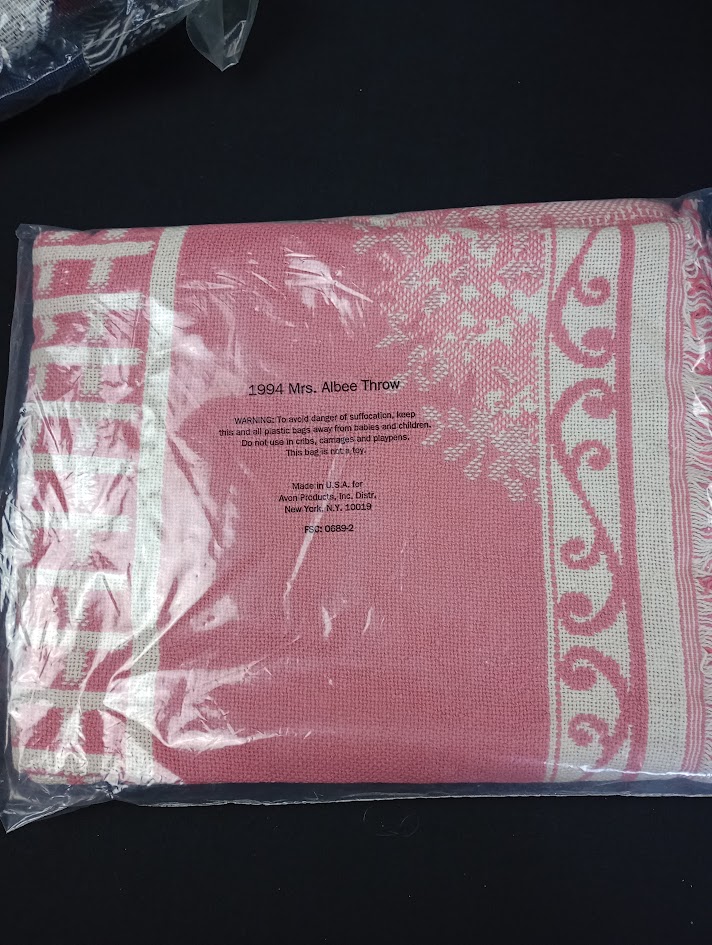 1994 Mrs. Albee Throw
WARNING: To avoid danger of suffocation, keep
this and all plastic bags away from babies and children.
Do not use in cribs, carriages and playpens.
This bag is not a toy.
Made in U.S.A. for
Avon Products, Inc. Distr,
New York, N.Y. 10019
FSC: 0689-2